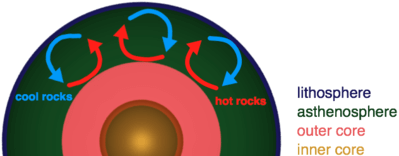 cool rocks
hot rocks
lithosphere
asthenosphere
outer core
inner core